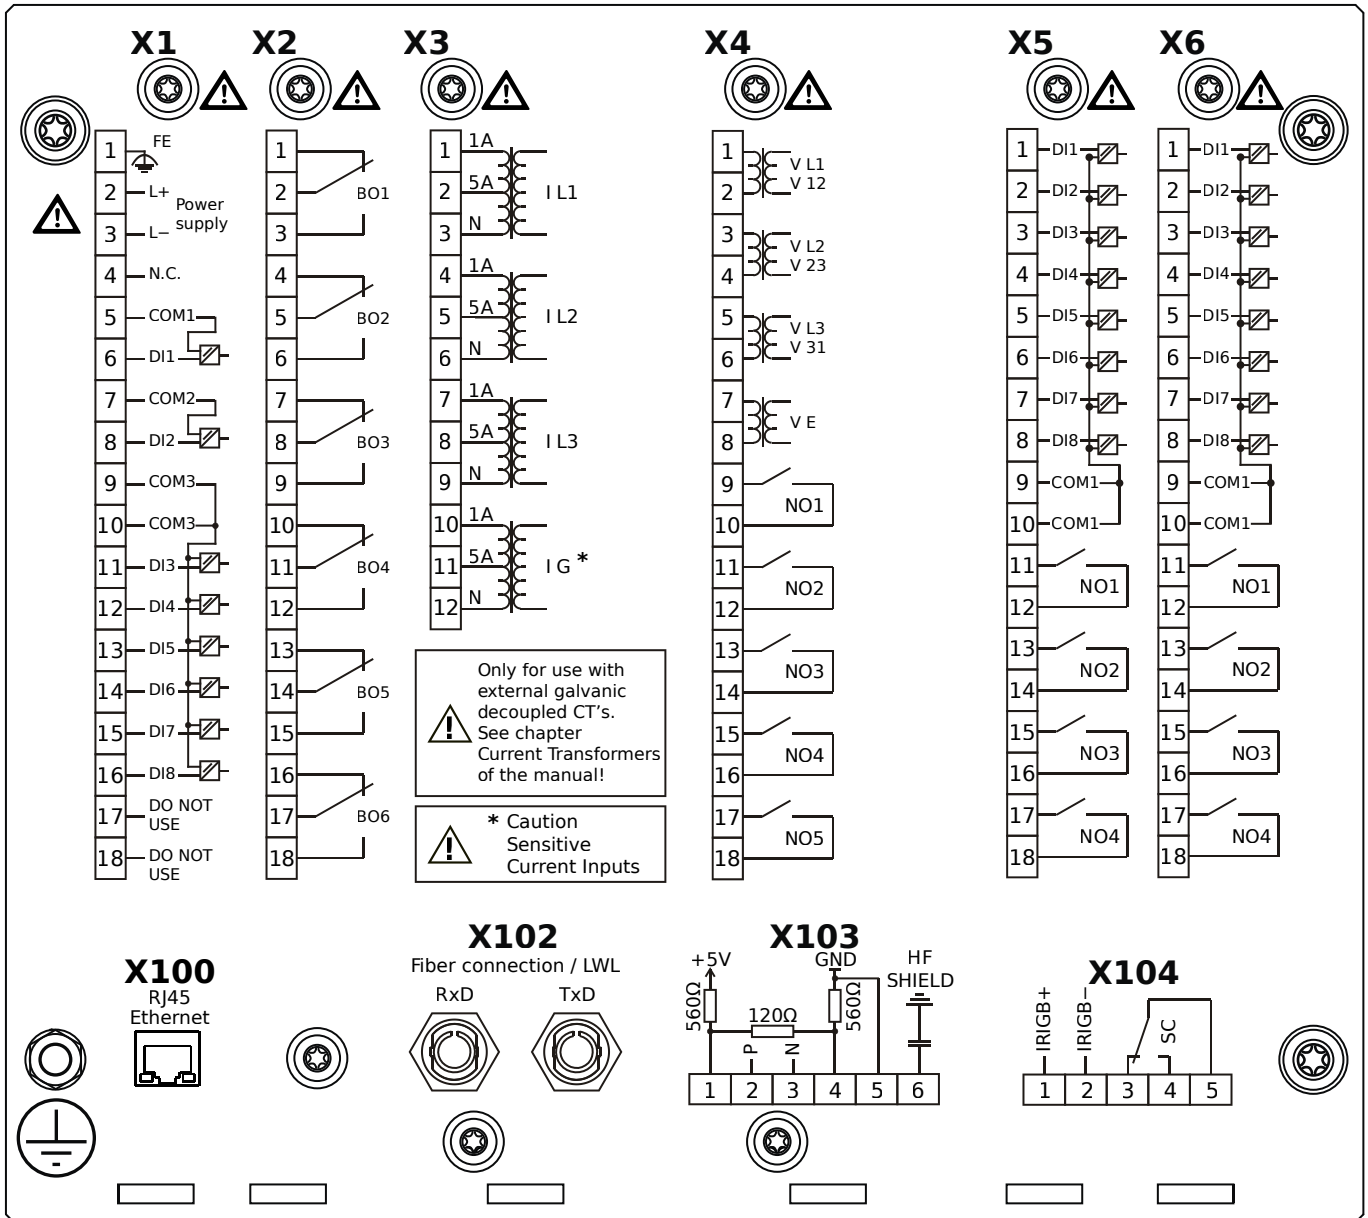 X1
X2
X3
X4
X5
X6
1 FE
2 L+
Power
supply
3 L−
4 N.C.
5 COM1
6 DI1
7 COM2
8 DI2
9 COM3
10 COM3
11 DI3
12 DI4
13 DI5
14 DI6
15 DI7
16 DI8
17 DO NOT
USE
18 DO NOT
USE
1
2 BO1
3
4
5 BO2
6
7
8 BO3
9
10
11 BO4
12
13
14 BO5
15
16
17 BO6
18
1 1A
2 5A I L1
3 N
4 1A
5 5A I L2
6 N
7 1A
8 5A I L3
9 N
10 1A
11 5A I G *
12 N
Only for use with
external galvanic
decoupled CT's.
See chapter
Current Transformers
of the manual!
* Caution
Sensitive
Current Inputs
1 V L1
2 V 12
3 V L2
4 V 23
5 V L3
6 V 31
7
V E
8
9
NO1
10
11
NO2
12
13
NO3
14
15
NO4
16
17
NO5
18
1 DI1
2 DI2
3 DI3
4 DI4
5 DI5
6 DI6
7 DI7
8 DI8
9 COM1
10 COM1
11
NO1
12
13
NO2
14
15
NO3
16
17
NO4
18
1 DI1
2 DI2
3 DI3
4 DI4
5 DI5
6 DI6
7 DI7
8 DI8
9 COM1
10 COM1
11
NO1
12
13
NO2
14
15
NO3
16
17
NO4
18
X100
RJ45
Ethernet
X102
Fiber connection / LWL
RxD TxD
X103
+5V GND HF
SHIELD
560Ω 120Ω 560Ω
P N
1 2 3 4 5 6
X104
IRIGB+ IRIGB− SC
1 2 3 4 5